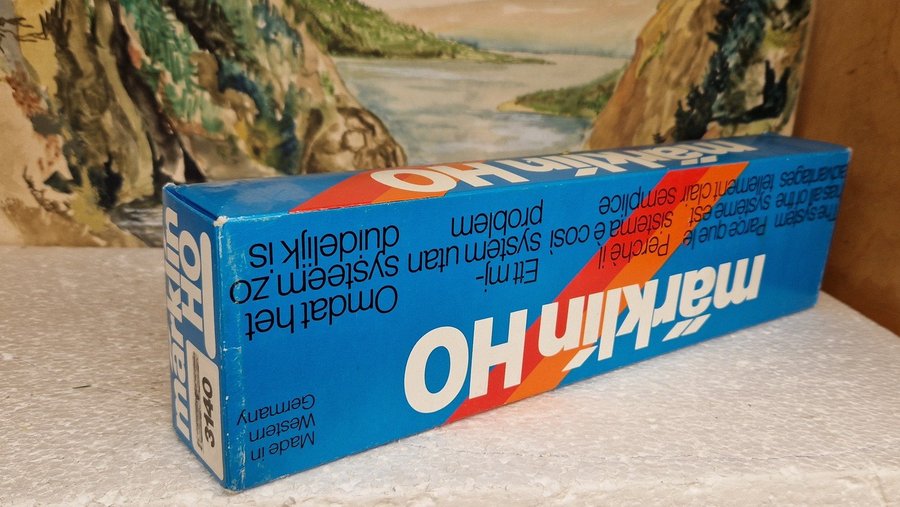 märklin HO
märklin
HO
3140
märklin HO
Made in
Western
Germany
The system
has all of the
advantages
Parce que le
système est
tellement clair
Perchè il
sistema è così
semplice
Ett mi-
system utan
problem
Omdat het
systeem zo
duidelijk is